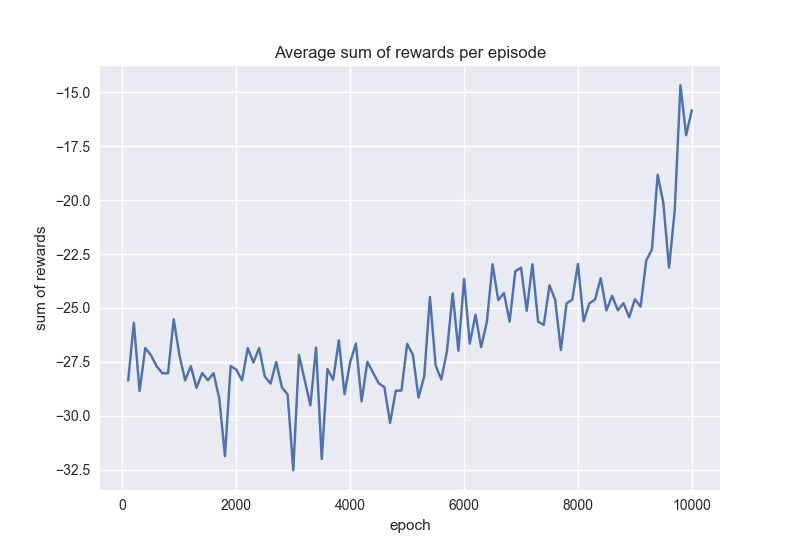 Average sum of rewards per episode
sum of rewards
−15.0
−17.5
−20.0
−22.5
−25.0
−27.5
−30.0
−32.5
0 2000 4000 6000 8000 10000
epoch